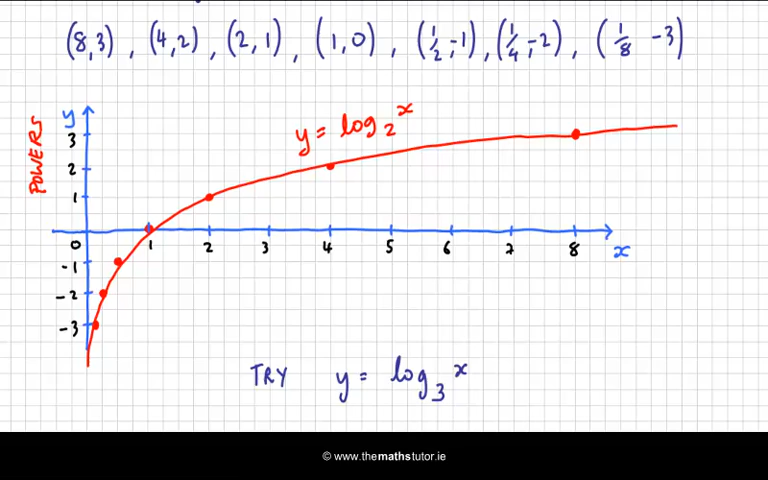 (8,3), (4,2), (2,1), (1,0), (1/2,-1), (1/4,-2), (1/8 -3)
y = log₂x
POWERS
y
3
2
1
0 1 2 3 4 5 6 7 8 x
-1
-2
-3
TRY y = log₃x
© www.themathstutor.ie